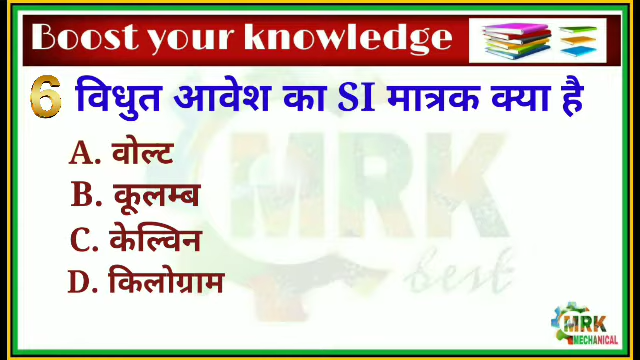 Boost your knowledge
6 विधुत आवेश का SI मात्रक क्या है
A. वोल्ट
B. कूलम्ब
C. केल्विन
D. किलोग्राम
MRK
best
MRK
MECHANICAL